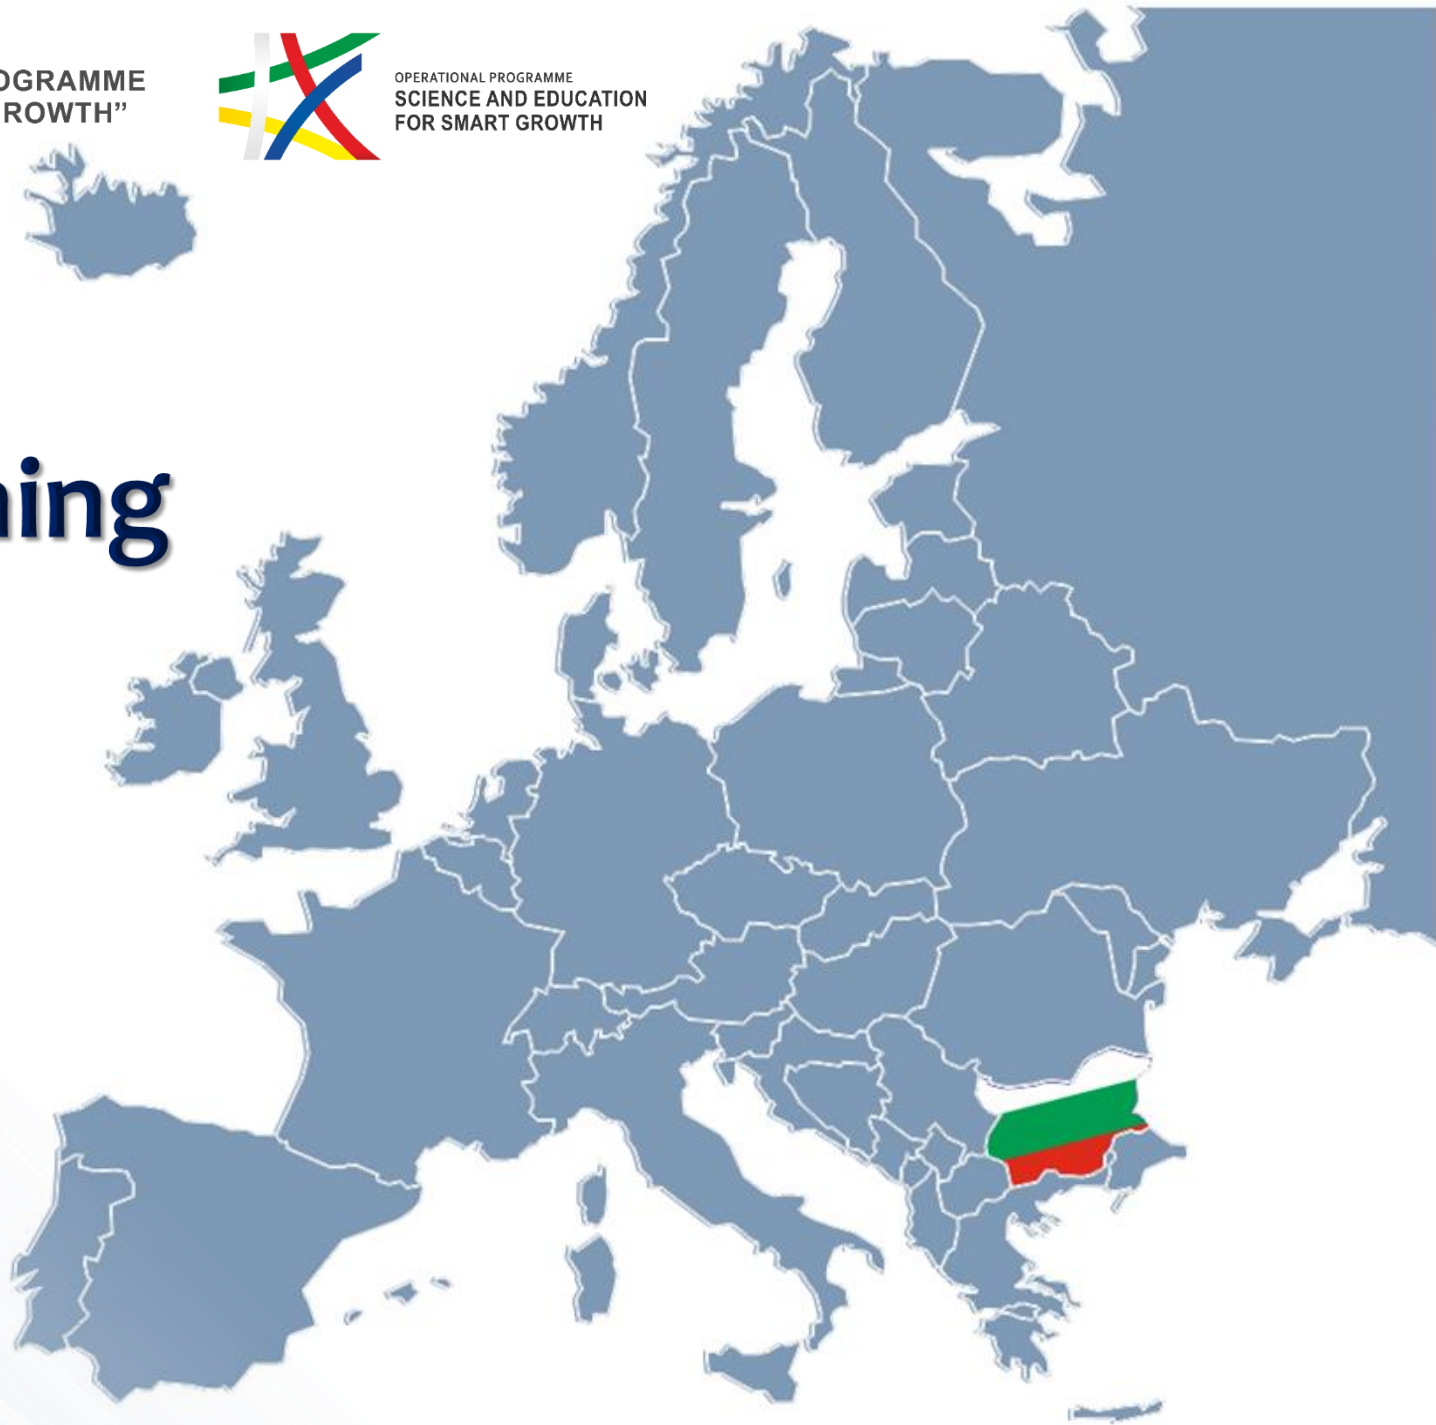 OGRAMME
ROWTH”
OPERATIONAL PROGRAMME
SCIENCE AND EDUCATION
FOR SMART GROWTH
ning